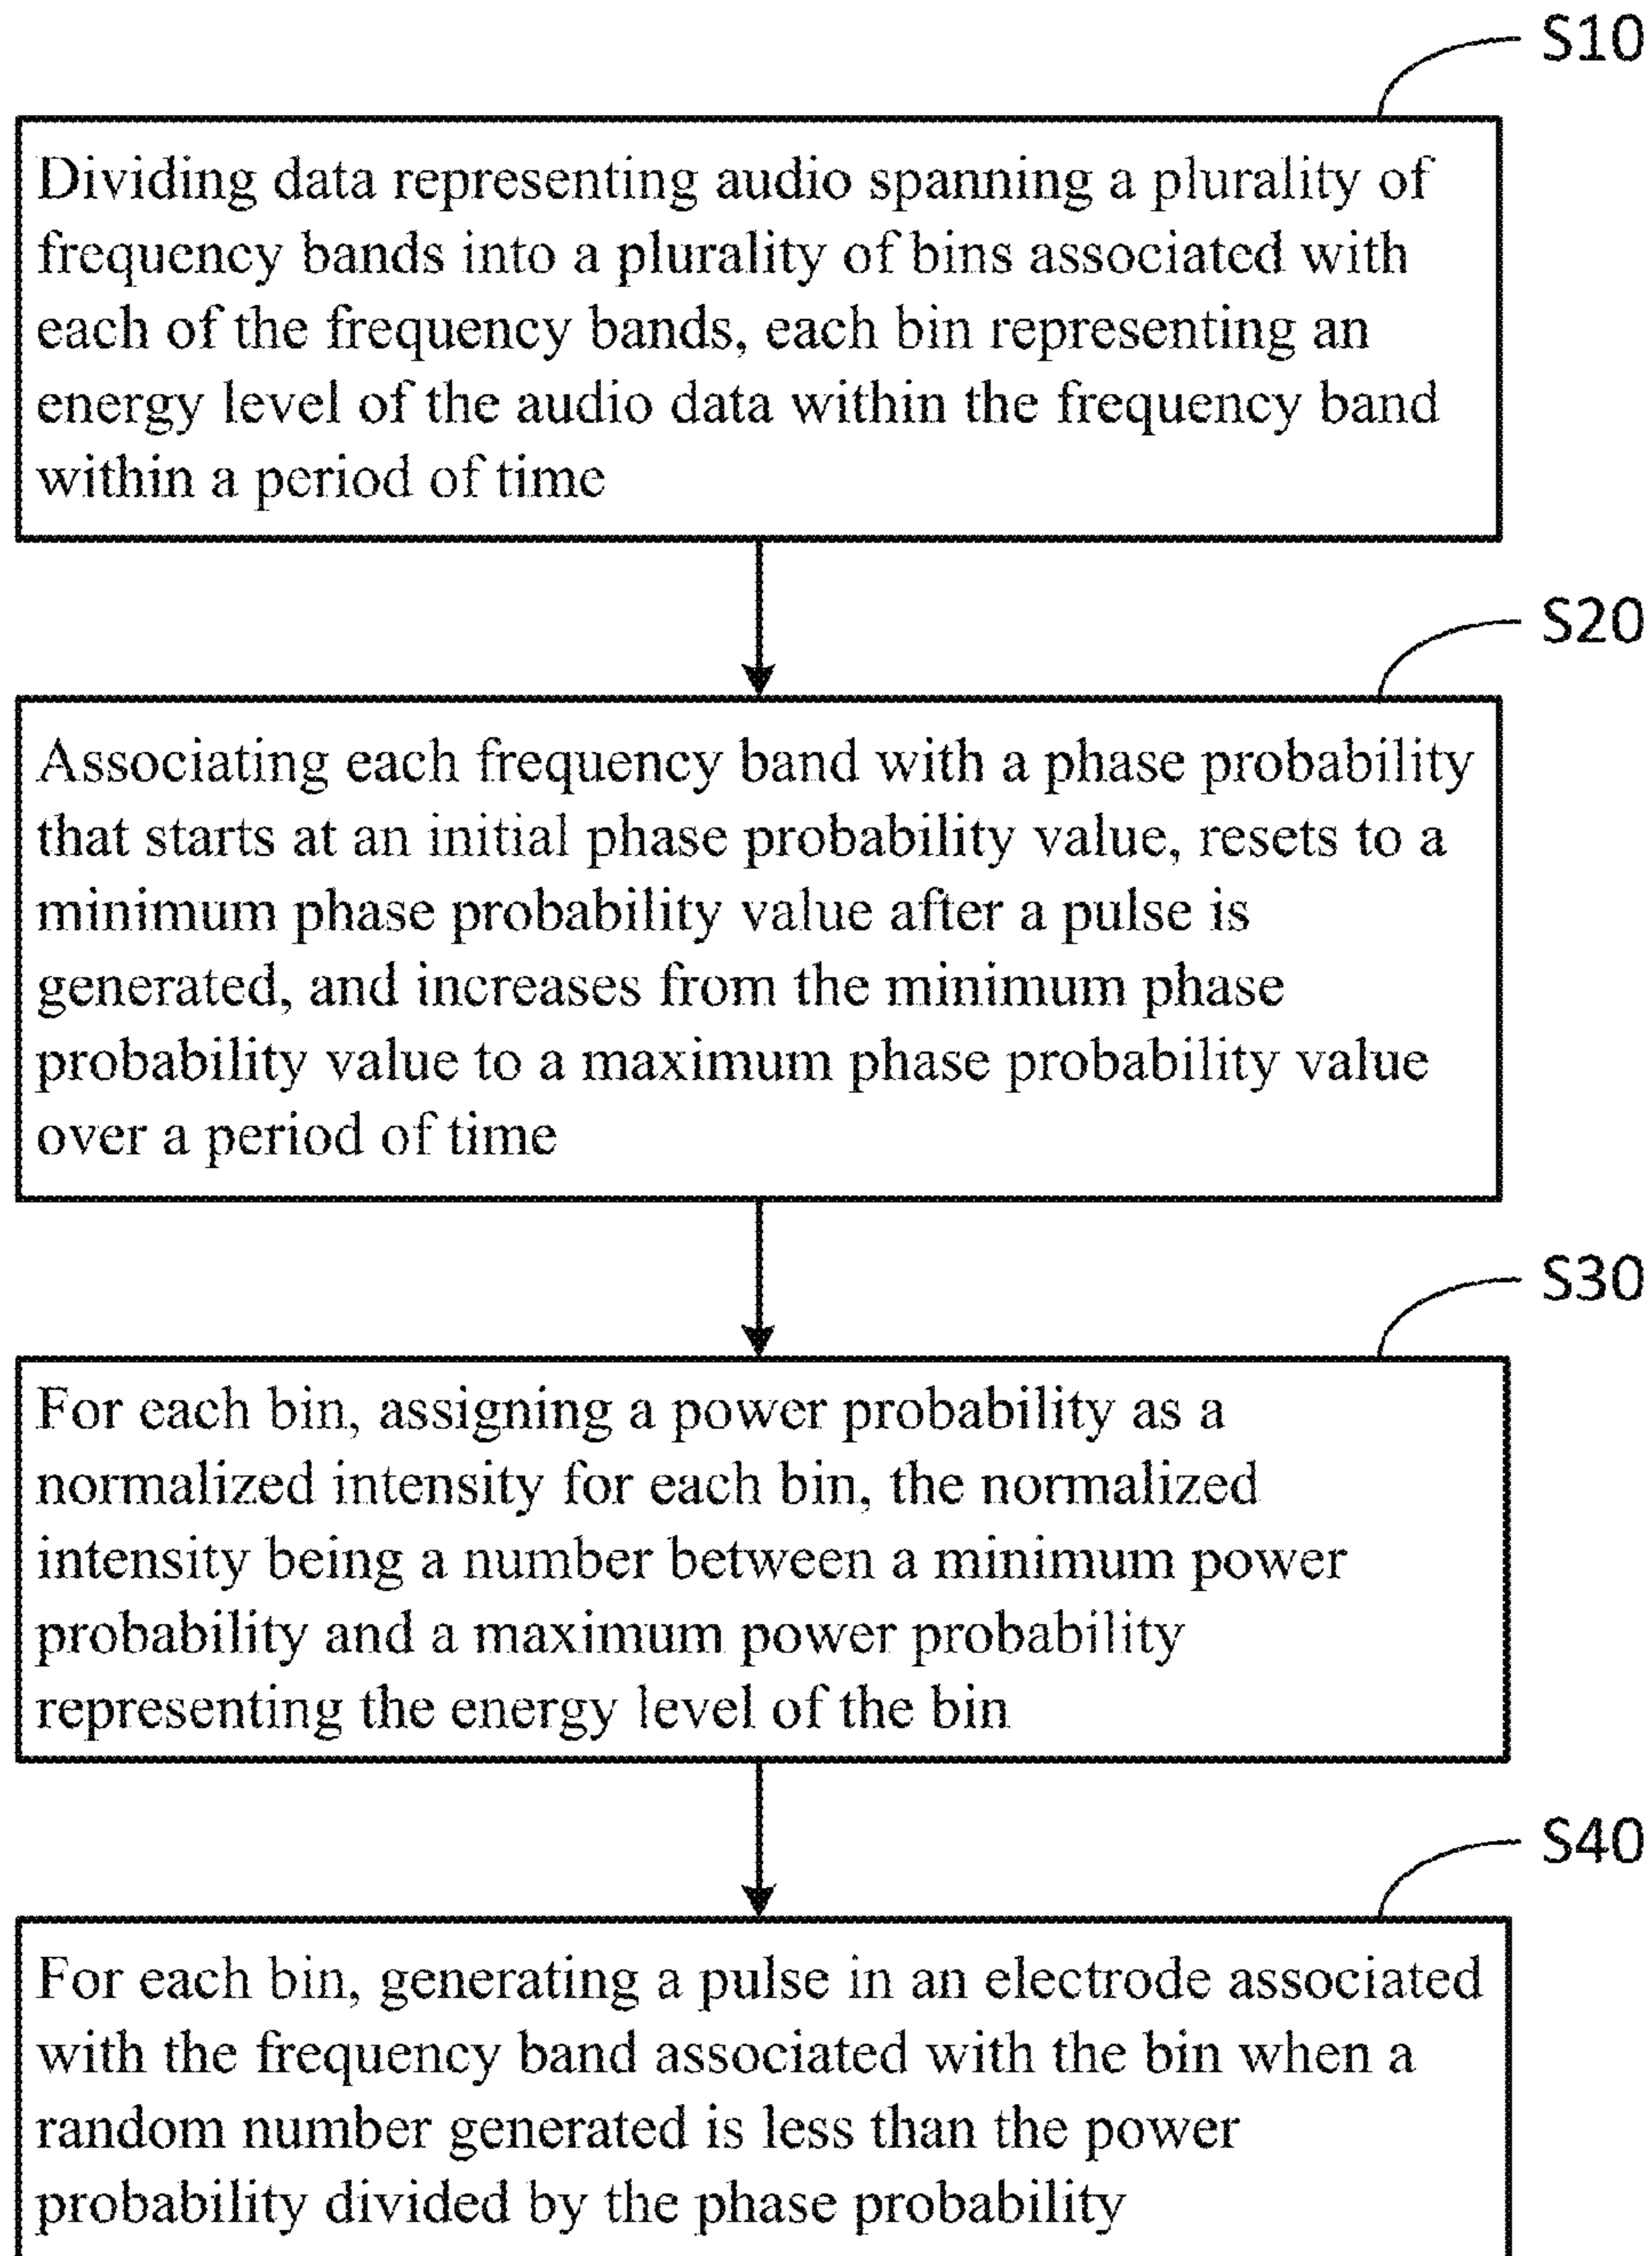 S10
Dividing data representing audio spanning a plurality of
frequency bands into a plurality of bins associated with
each of the frequency bands, each bin representing an
energy level of the audio data within the frequency band
within a period of time
S20
Associating each frequency band with a phase probability
that starts at an initial phase probability value, resets to a
minimum phase probability value after a pulse is
generated, and increases from the minimum phase
probability value to a maximum phase probability value
over a period of time
S30
For each bin, assigning a power probability as a
normalized intensity for each bin, the normalized
intensity being a number between a minimum power
probability and a maximum power probability
representing the energy level of the bin
S40
For each bin, generating a pulse in an electrode associated
with the frequency band associated with the bin when a
random number generated is less than the power
probability divided by the phase probability